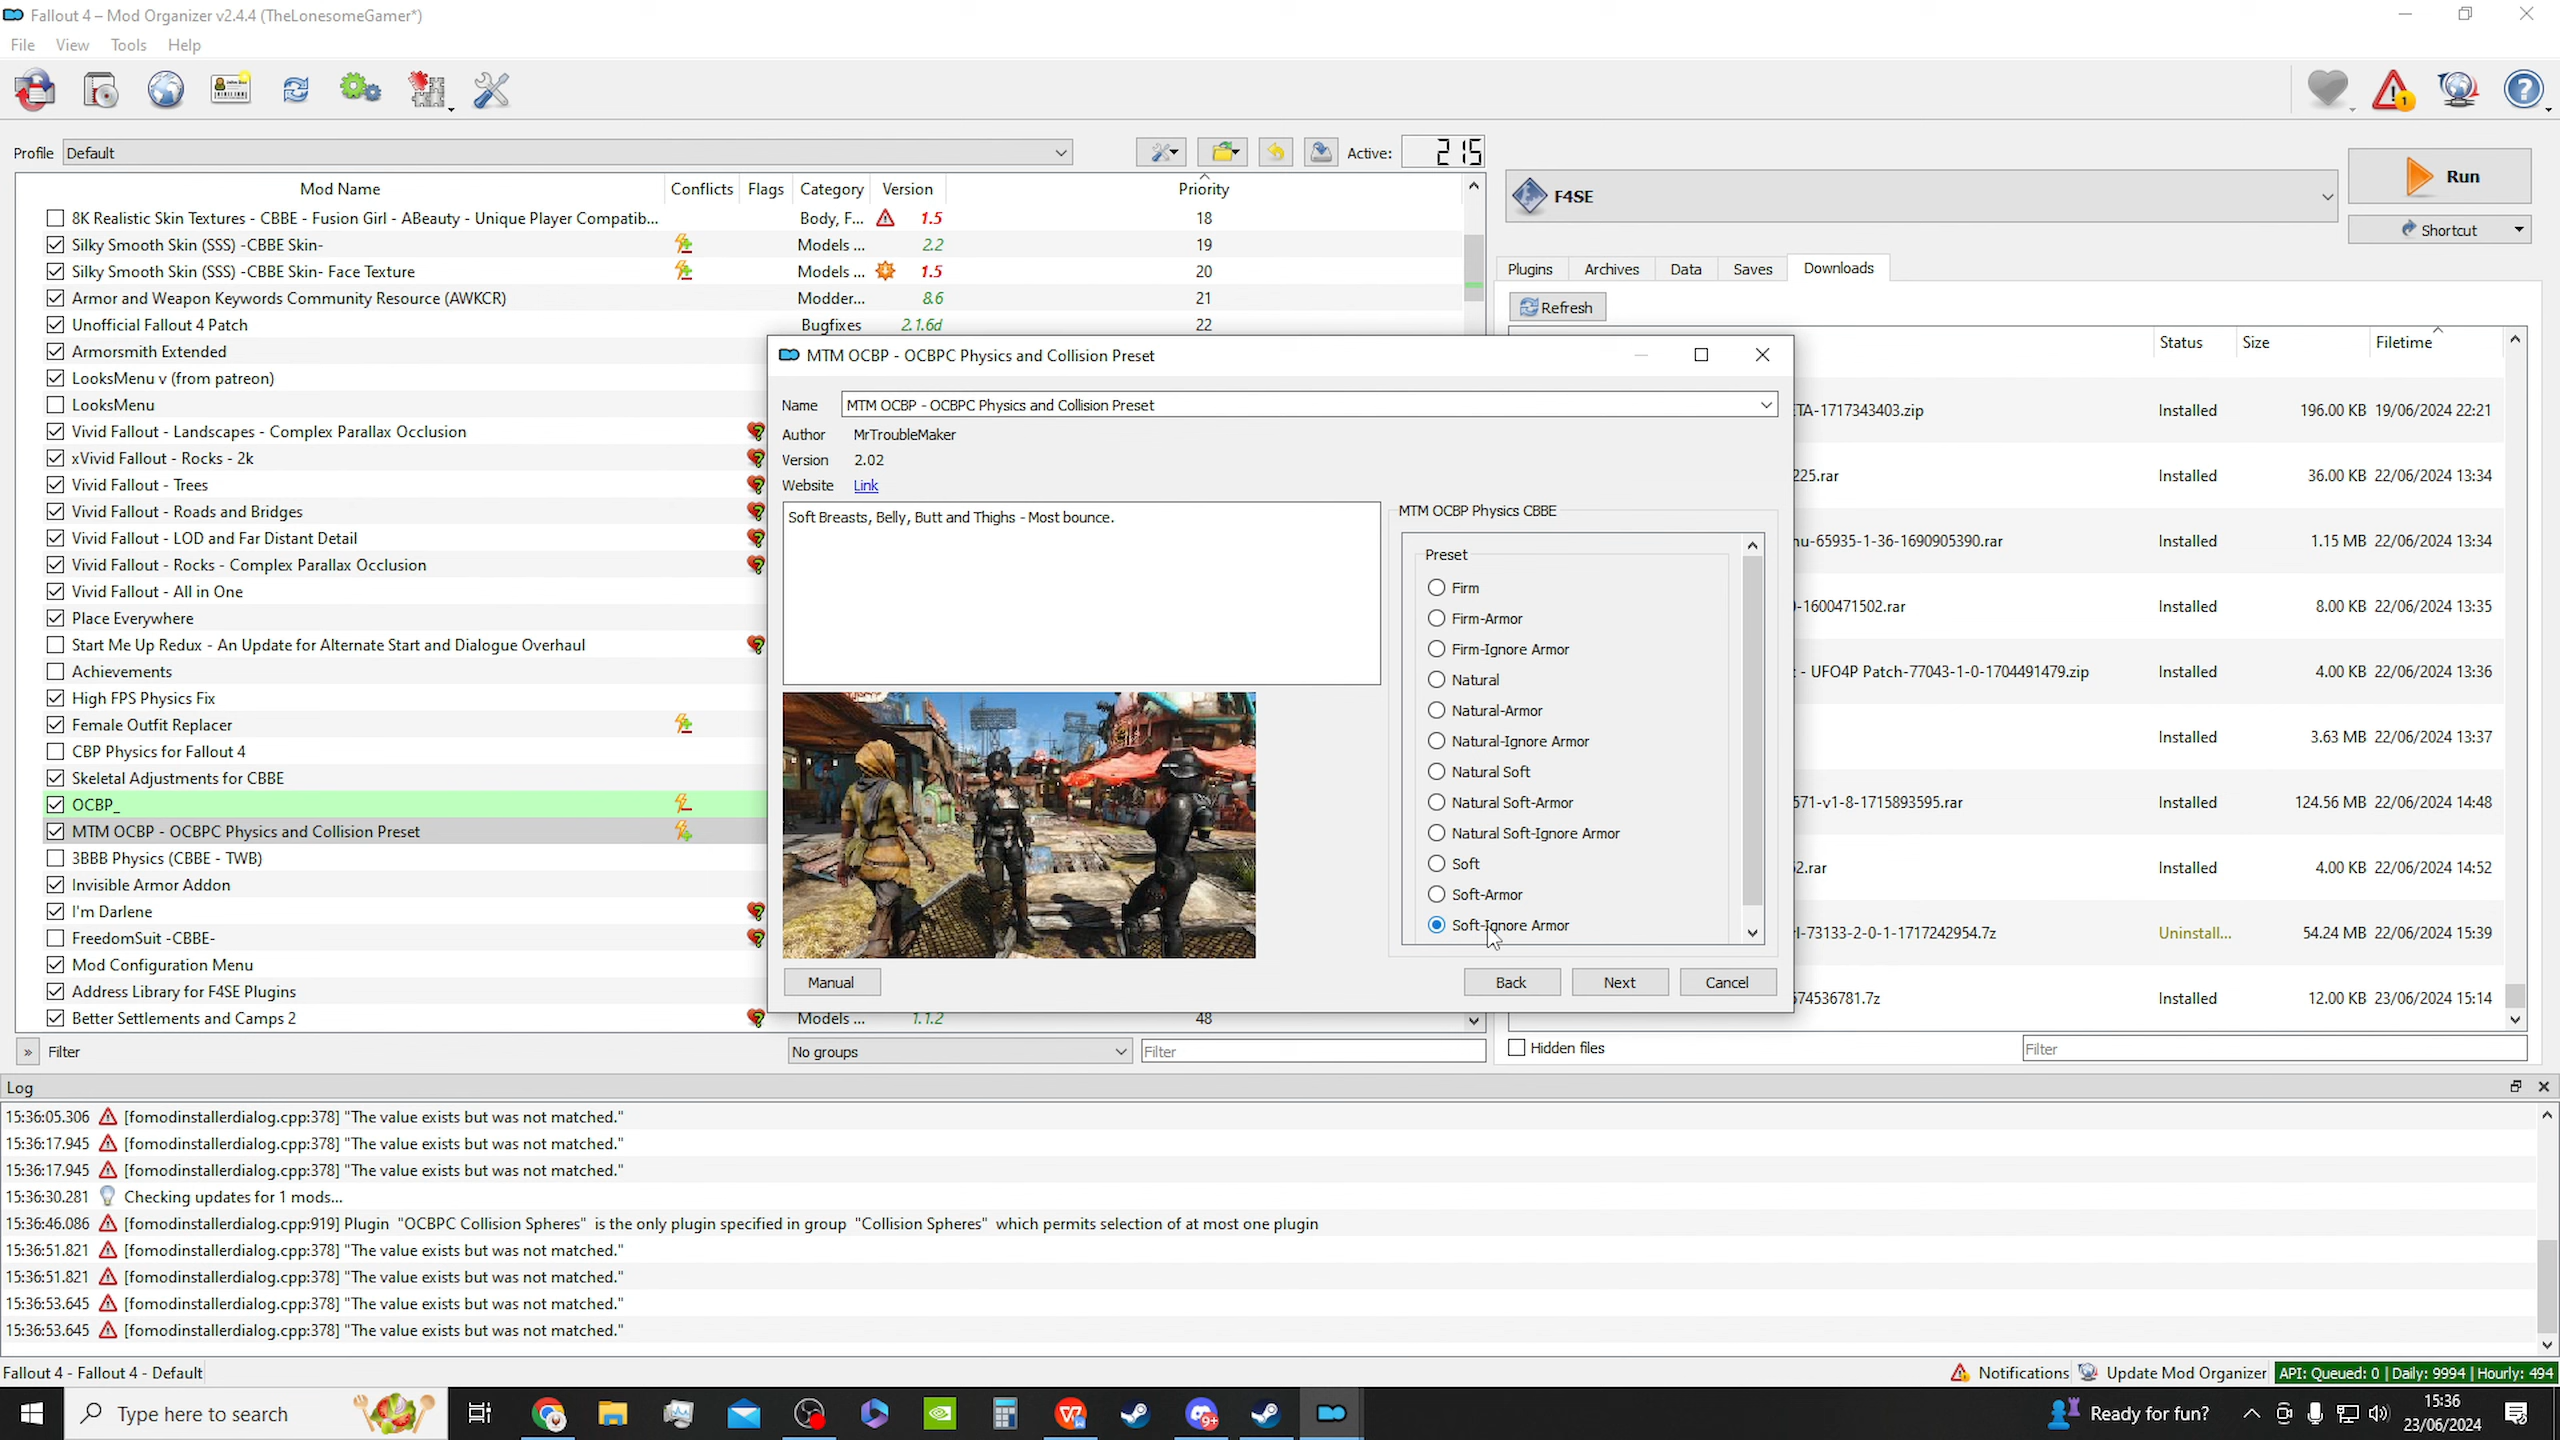 Fallout 4 – Mod Organizer v2.4.4 (TheLonesomeGamer*)
File View Tools Help
Profile Default Active: 215
F4SE
Run
Shortcut
Mod Name Conflicts Flags Category Version Priority
8K Realistic Skin Textures - CBBE - Fusion Girl - ABeauty - Unique Player Compatib... Body, F... 1.5 18
Silky Smooth Skin (SSS) -CBBE Skin- Models ... 2.2 19
Silky Smooth Skin (SSS) -CBBE Skin- Face Texture Models ... 1.5 20
Armor and Weapon Keywords Community Resource (AWKCR) Modder... 8.6 21
Unofficial Fallout 4 Patch Bugfixes 2.1.6d 22
Armorsmith Extended
LooksMenu v (from patreon)
LooksMenu
Vivid Fallout - Landscapes - Complex Parallax Occlusion
xVivid Fallout - Rocks - 2k
Vivid Fallout - Trees
Vivid Fallout - Roads and Bridges
Vivid Fallout - LOD and Far Distant Detail
Vivid Fallout - Rocks - Complex Parallax Occlusion
Vivid Fallout - All in One
Place Everywhere
Start Me Up Redux - An Update for Alternate Start and Dialogue Overhaul
Achievements
High FPS Physics Fix
Female Outfit Replacer
CBP Physics for Fallout 4
Skeletal Adjustments for CBBE
OCBP_
MTM OCBP - OCBPC Physics and Collision Preset
3BBB Physics (CBBE - TWB)
Invisible Armor Addon
I'm Darlene
FreedomSuit -CBBE-
Mod Configuration Menu
Address Library for F4SE Plugins
Better Settlements and Camps 2 Models ... 1.1.2 48
» Filter No groups Filter
MTM OCBP - OCBPC Physics and Collision Preset
Name MTM OCBP - OCBPC Physics and Collision Preset
Author MrTroubleMaker
Version 2.02
Website Link
Soft Breasts, Belly, Butt and Thighs - Most bounce.
MTM OCBP Physics CBBE
Preset
Firm
Firm-Armor
Firm-Ignore Armor
Natural
Natural-Armor
Natural-Ignore Armor
Natural Soft
Natural Soft-Armor
Natural Soft-Ignore Armor
Soft
Soft-Armor
Soft-Ignore Armor
Manual Back Next Cancel
Plugins Archives Data Saves Downloads
Refresh
Status Size Filetime
TA-1717343403.zip Installed 196.00 KB 19/06/2024 22:21
225.rar Installed 36.00 KB 22/06/2024 13:34
nu-65935-1-36-1690905390.rar Installed 1.15 MB 22/06/2024 13:34
-1600471502.rar Installed 8.00 KB 22/06/2024 13:35
- UFO4P Patch-77043-1-0-1704491479.zip Installed 4.00 KB 22/06/2024 13:36
Installed 3.63 MB 22/06/2024 13:37
571-v1-8-1715893595.rar Installed 124.56 MB 22/06/2024 14:48
2.rar Installed 4.00 KB 22/06/2024 14:52
l-73133-2-0-1-1717242954.7z Uninstall... 54.24 MB 22/06/2024 15:39
574536781.7z Installed 12.00 KB 23/06/2024 15:14
Hidden files Filter
Log
15:36:05.306 [fomodinstallerdialog.cpp:378] "The value exists but was not matched."
15:36:17.945 [fomodinstallerdialog.cpp:378] "The value exists but was not matched."
15:36:17.945 [fomodinstallerdialog.cpp:378] "The value exists but was not matched."
15:36:30.281 Checking updates for 1 mods...
15:36:46.086 [fomodinstallerdialog.cpp:919] Plugin "OCBPC Collision Spheres" is the only plugin specified in group "Collision Spheres" which permits selection of at most one plugin
15:36:51.821 [fomodinstallerdialog.cpp:378] "The value exists but was not matched."
15:36:51.821 [fomodinstallerdialog.cpp:378] "The value exists but was not matched."
15:36:53.645 [fomodinstallerdialog.cpp:378] "The value exists but was not matched."
15:36:53.645 [fomodinstallerdialog.cpp:378] "The value exists but was not matched."
Fallout 4 - Fallout 4 - Default Notifications Update Mod Organizer API: Queued: 0 | Daily: 9994 | Hourly: 494
Type here to search 9+ Ready for fun? 15:36
23/06/2024